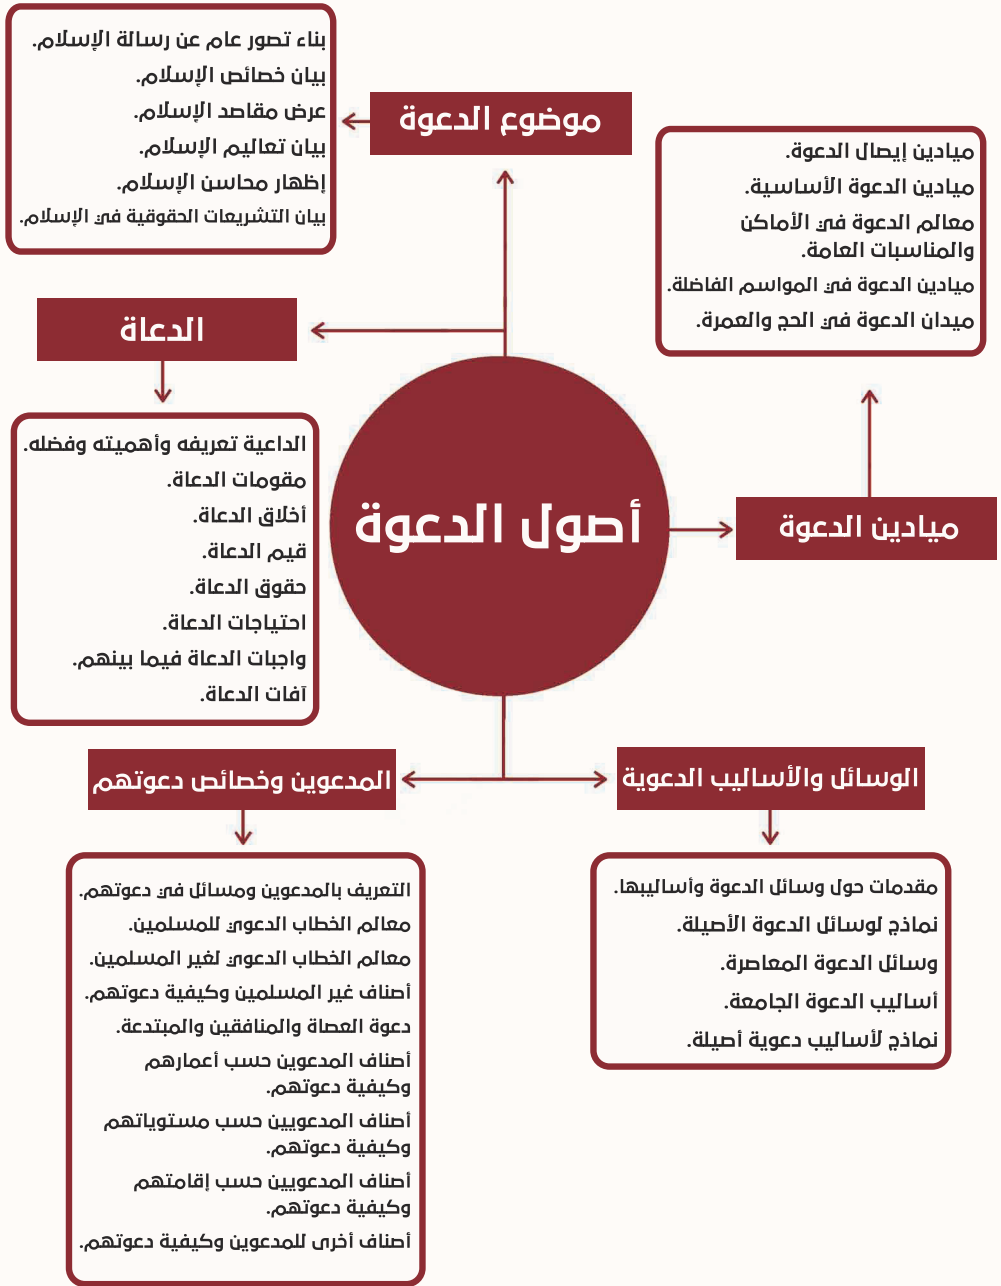 بناء تصور عام عن رسالة الإسلام.
بيان خصائص الإسلام.
عرض مقاصد الإسلام.
بيان تعاليم الإسلام.
إظهار محاسن الإسلام.
بيان التشريعات الحقوقية في الإسلام.
موضوع الدعوة
ميادين إيصال الدعوة.
ميادين الدعوة الأساسية.
معالم الدعوة في الأماكن
والمناسبات العامة.
ميادين الدعوة في المواسم الفاضلة.
ميدان الدعوة في الحج والعمرة.
الدعاة
الداعية تعريفه وأهميته وفضله.
مقومات الدعاة.
أخلاق الدعاة.
قيم الدعاة.
حقوق الدعاة.
احتياجات الدعاة.
واجبات الدعاة فيما بينهم.
آفات الدعاة.
أصول الدعوة
ميادين الدعوة
الوسائل والأساليب الدعوية
مقدمات حول وسائل الدعوة وأساليبها.
نماذج لوسائل الدعوة الأصيلة.
وسائل الدعوة المعاصرة.
أساليب الدعوة الجامعة.
نماذج لأساليب دعوية أصيلة.
المدعوين وخصائص دعوتهم
التعريف بالمدعوين ومسائل في دعوتهم.
معالم الخطاب الدعوي للمسلمين.
معالم الخطاب الدعوي لغير المسلمين.
أصناف غير المسلمين وكيفية دعوتهم.
دعوة العصاة والمنافقين والمبتدعة.
أصناف المدعوين حسب أعمارهم
وكيفية دعوتهم.
أصناف المدعويين حسب مستوياتهم
وكيفية دعوتهم.
أصناف المدعويين حسب إقامتهم
وكيفية دعوتهم.
أصناف أخرى للمدعوين وكيفية دعوتهم.